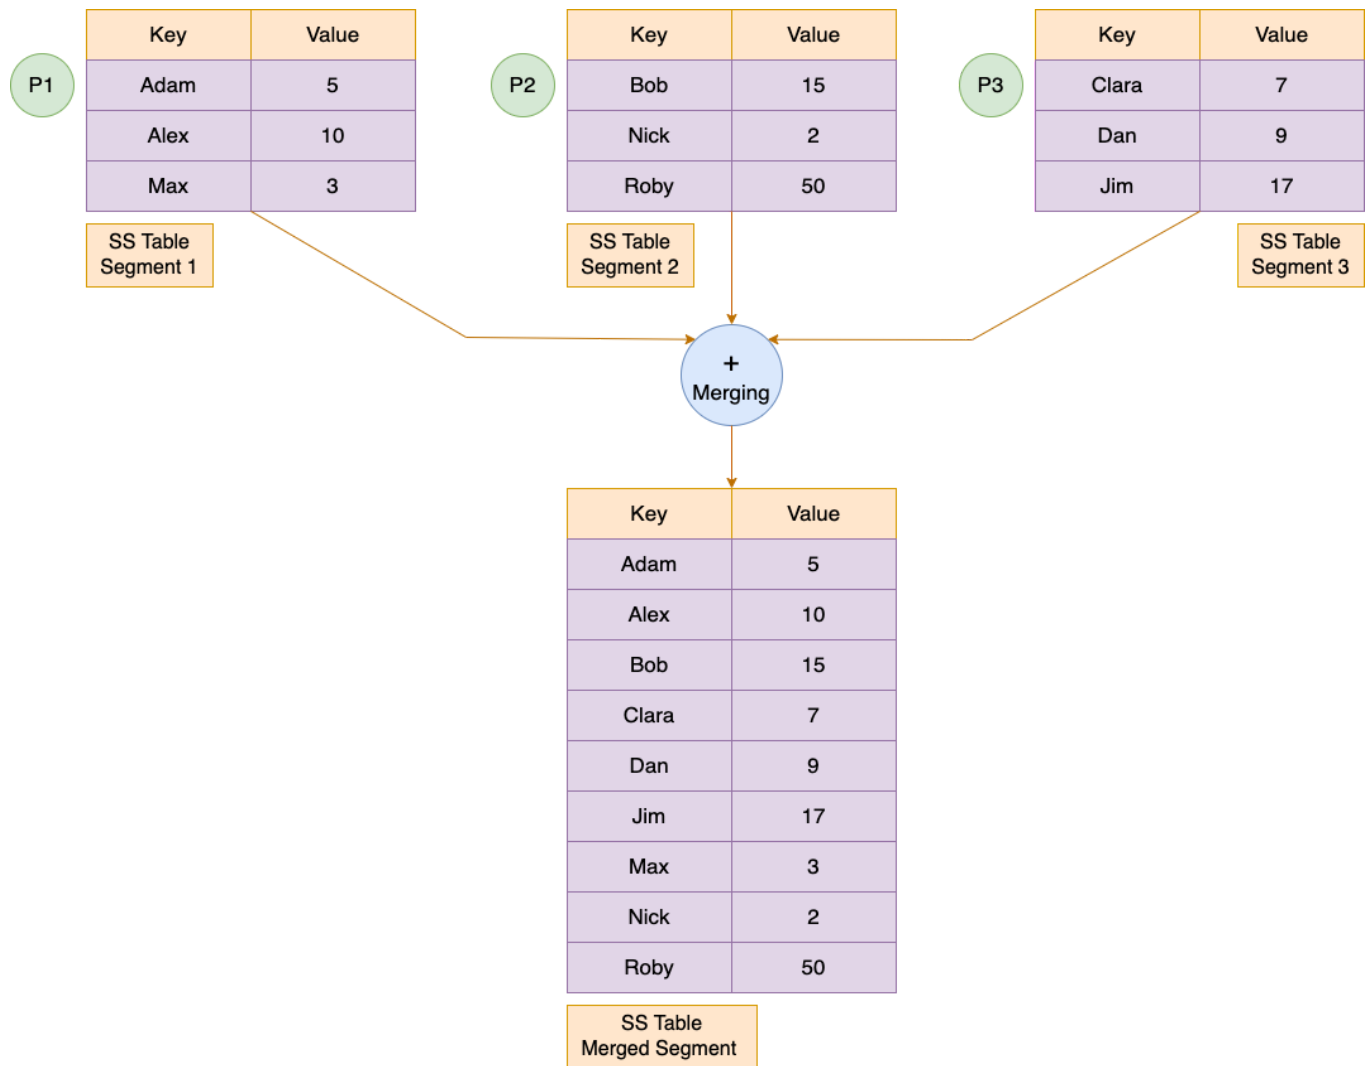 P1
Key Value
Adam 5
Alex 10
Max 3
SS Table
Segment 1
P2
Key Value
Bob 15
Nick 2
Roby 50
SS Table
Segment 2
P3
Key Value
Clara 7
Dan 9
Jim 17
SS Table
Segment 3
+
Merging
Key Value
Adam 5
Alex 10
Bob 15
Clara 7
Dan 9
Jim 17
Max 3
Nick 2
Roby 50
SS Table
Merged Segment